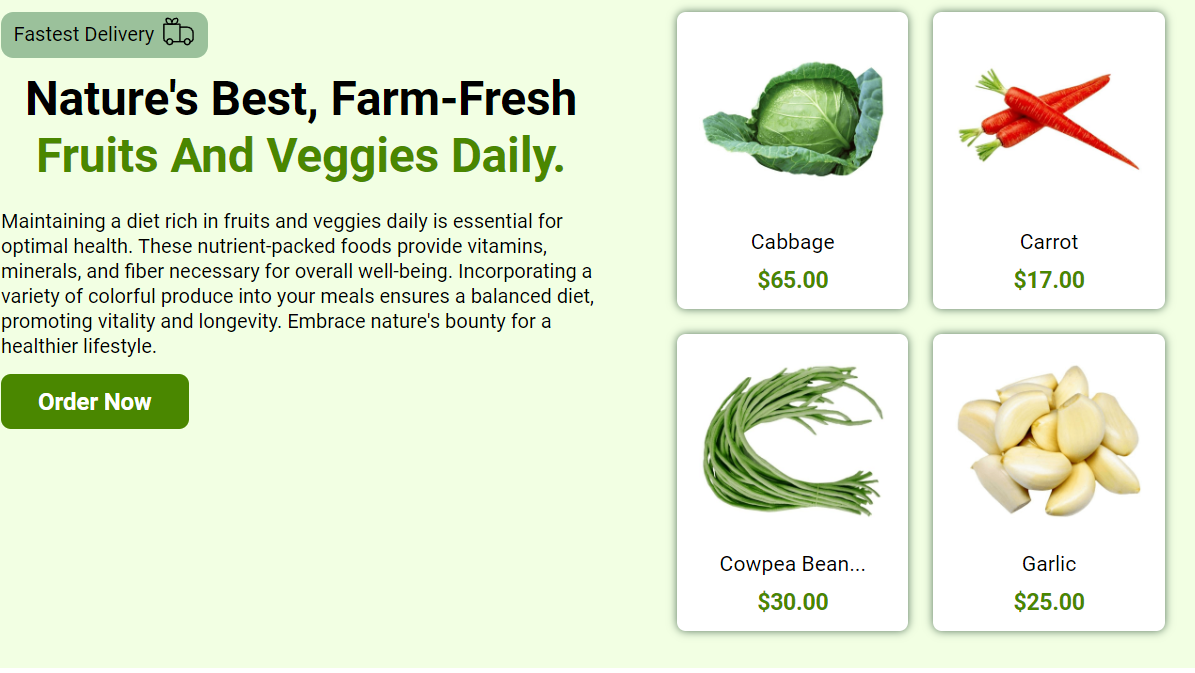 Fastest Delivery
Nature's Best, Farm-Fresh
Fruits And Veggies Daily.
Maintaining a diet rich in fruits and veggies daily is essential for
optimal health. These nutrient-packed foods provide vitamins,
minerals, and fiber necessary for overall well-being. Incorporating a
variety of colorful produce into your meals ensures a balanced diet,
promoting vitality and longevity. Embrace nature's bounty for a
healthier lifestyle.
Order Now
Cabbage
$65.00
Carrot
$17.00
Cowpea Bean...
$30.00
Garlic
$25.00